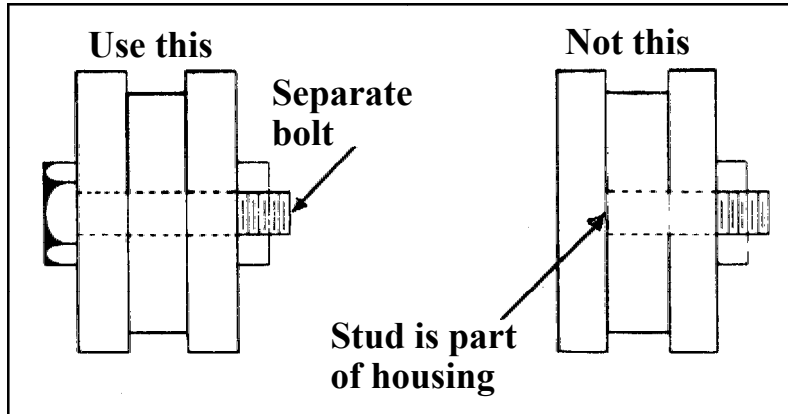 Use this
Not this
Separate
bolt
Stud is part
of housing